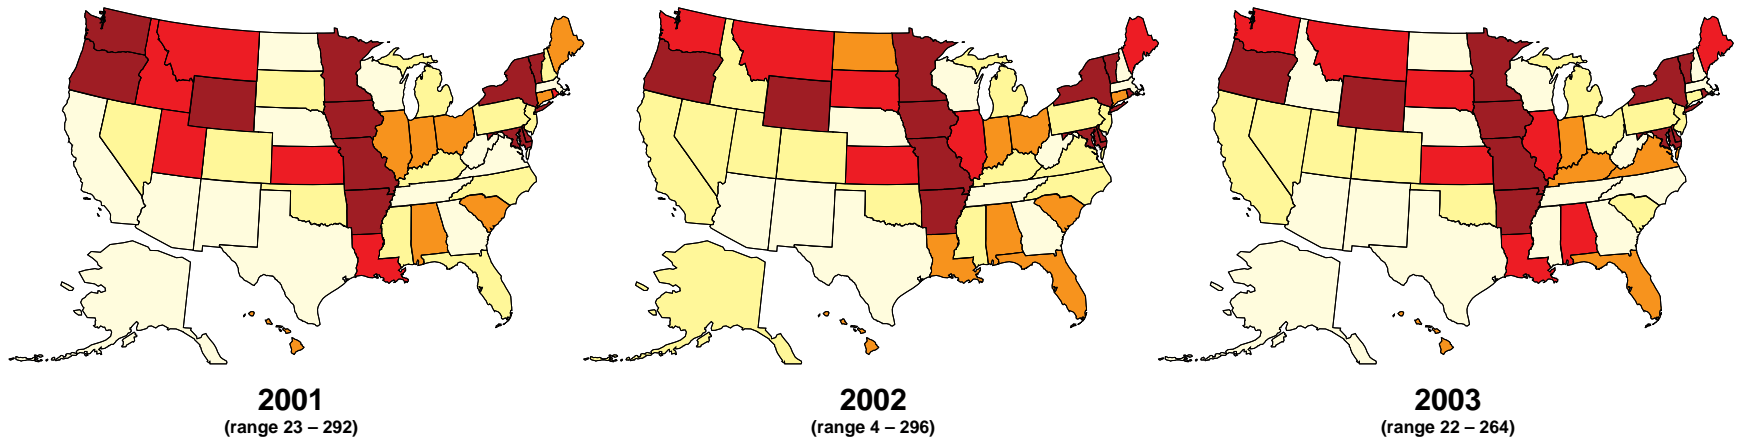 2001
(range 23 – 292)
2002
(range 4 – 296)
2003
(range 22 – 264)